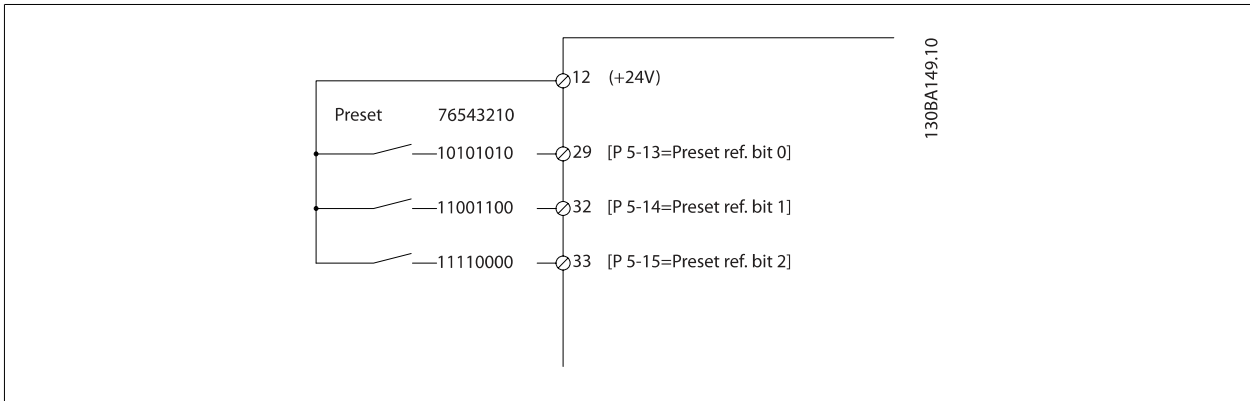 12 (+24V)
Preset 76543210
10101010 29 [P 5-13=Preset ref. bit 0]
11001100 32 [P 5-14=Preset ref. bit 1]
11110000 33 [P 5-15=Preset ref. bit 2]
130BA149.10